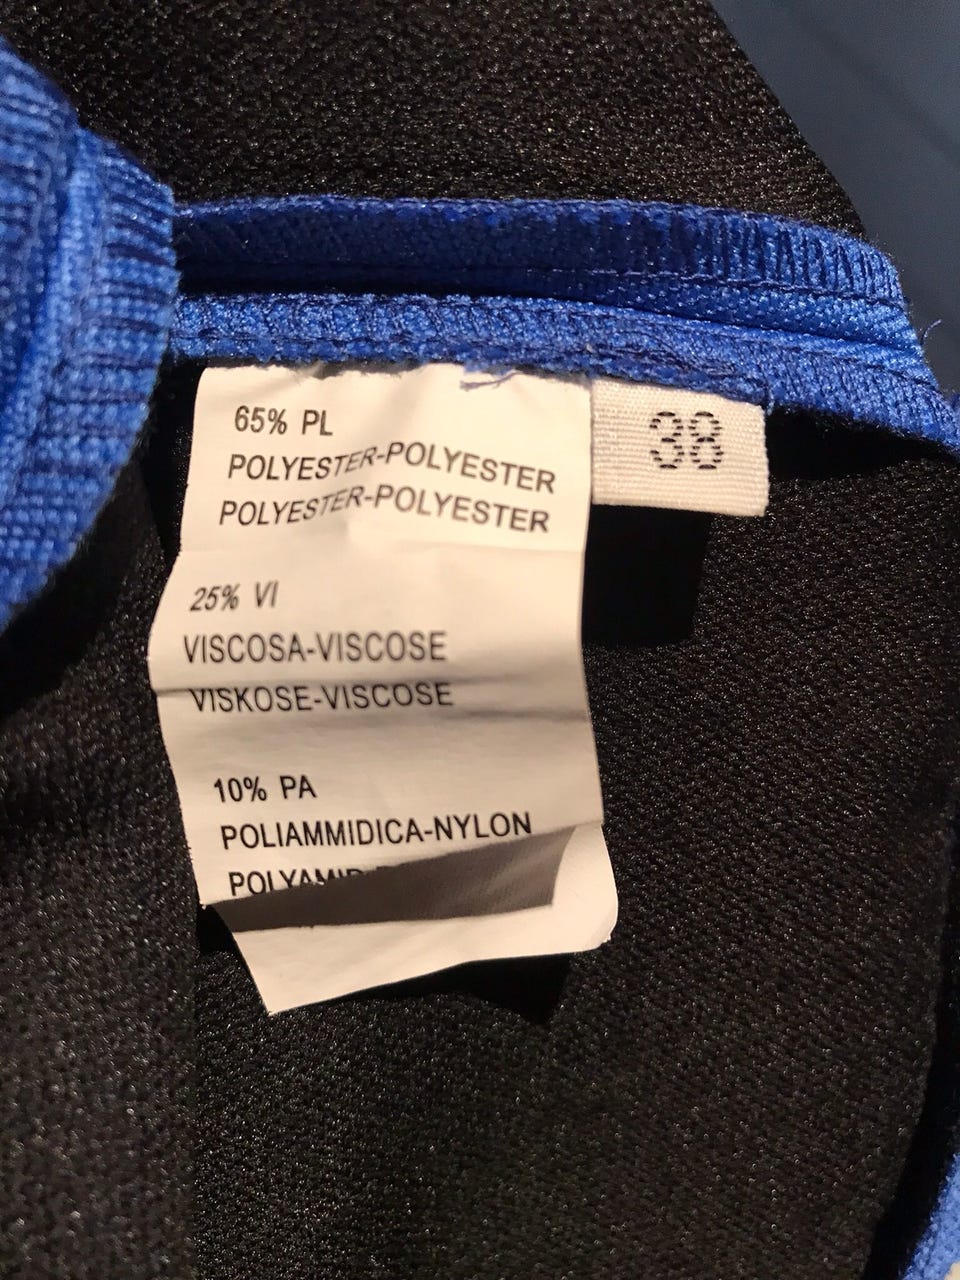 65% PL
POLYESTER-POLYESTER
POLYESTER-POLYESTER
25% VI
VISCOSA-VISCOSE
VISKOSE-VISCOSE
10% PA
POLIAMMIDICA-NYLON
38